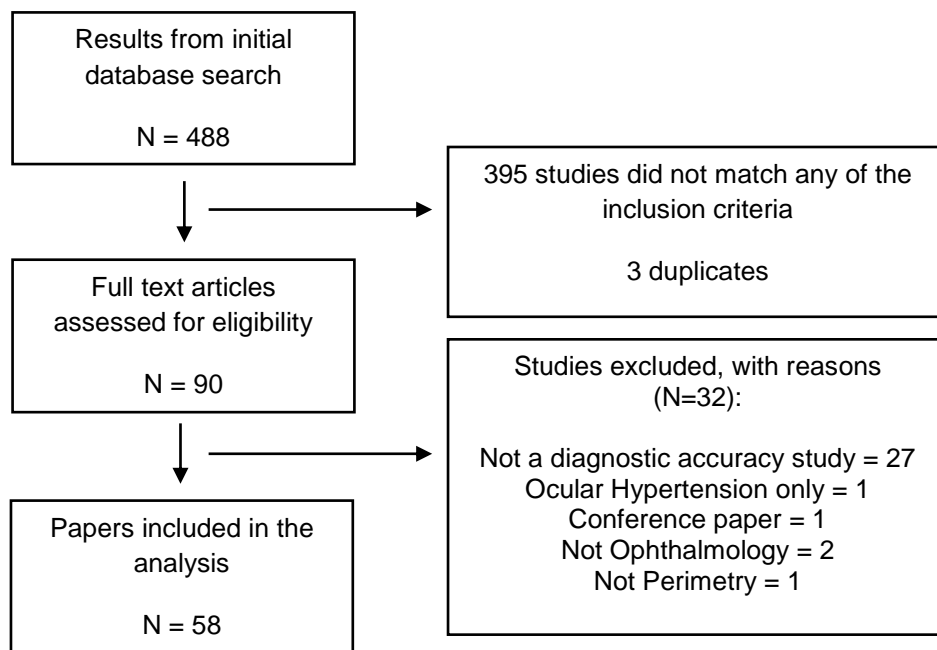 Results from initial
database search
N = 488
395 studies did not match any of the
inclusion criteria
3 duplicates
Full text articles
assessed for eligibility
N = 90
Studies excluded, with reasons
(N=32):
Not a diagnostic accuracy study = 27
Ocular Hypertension only = 1
Conference paper = 1
Not Ophthalmology = 2
Not Perimetry = 1
Papers included in the
analysis
N = 58